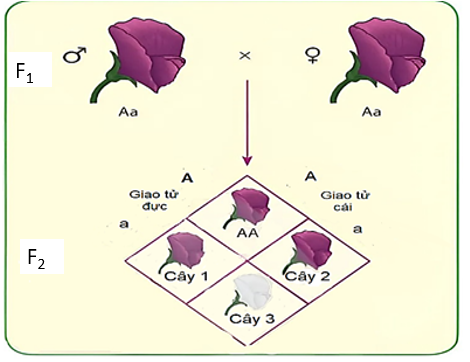 ♂ × ♀
F1
Aa Aa
A A
Giao tử đực
Giao tử cái
a a
AA
F2
Cây 1 Cây 2
Cây 3